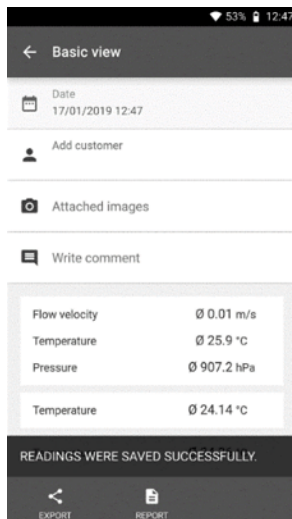 53% 12:47
Basic view
Date
17/01/2019 12:47
Add customer
Attached images
Write comment
Flow velocity Ø 0.01 m/s
Temperature Ø 25.9 °C
Pressure Ø 907.2 hPa
Temperature Ø 24.14 °C
READINGS WERE SAVED SUCCESSFULLY.
EXPORT REPORT